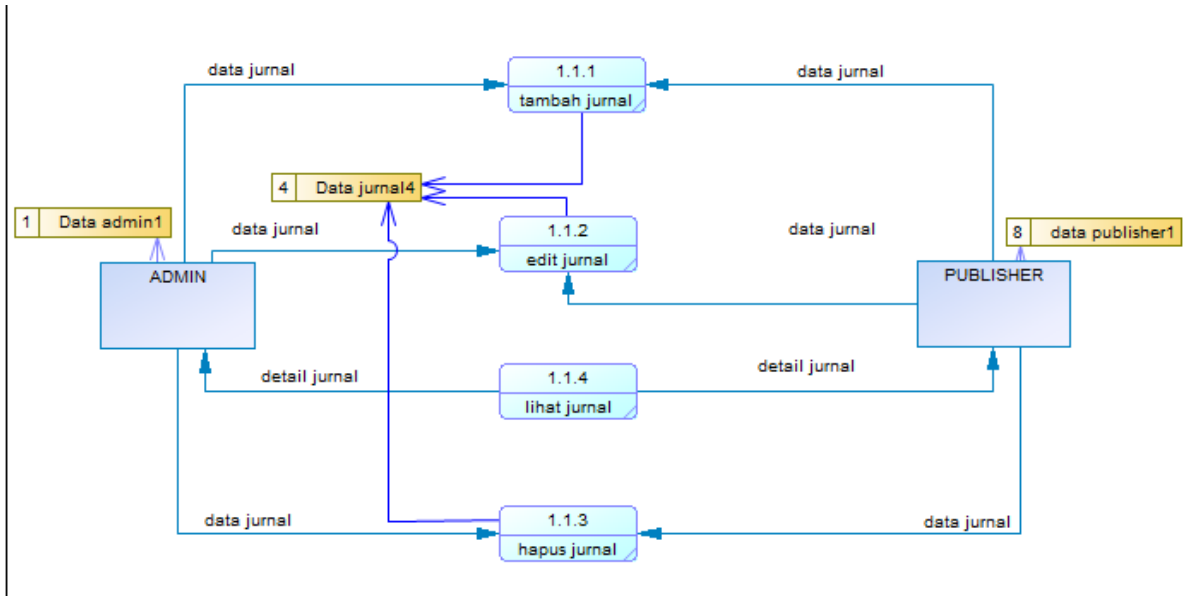 data jurnal
1.1.1
tambah jurnal
data jurnal
4 Data jurnal4
1 Data admin1
data jurnal
1.1.2
edit jurnal
data jurnal
8 data publisher1
ADMIN
PUBLISHER
detail jurnal
1.1.4
lihat jurnal
detail jurnal
data jurnal
1.1.3
hapus jurnal
data jurnal